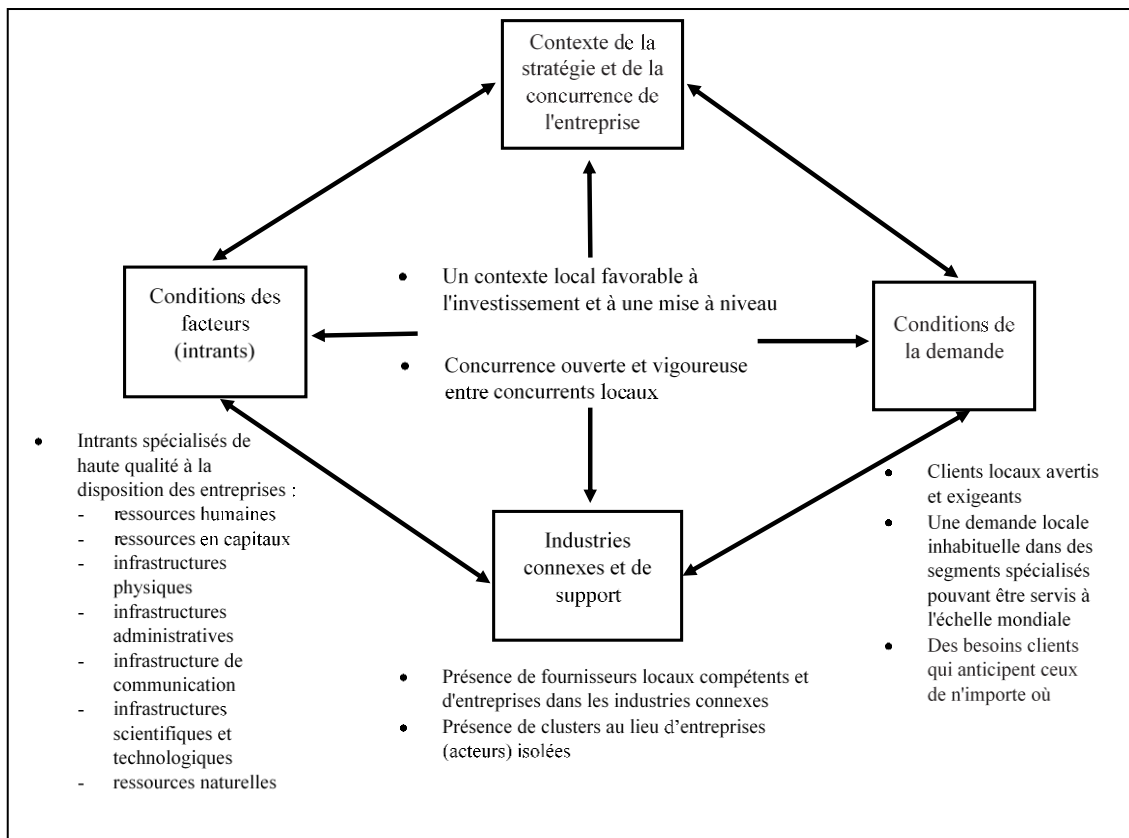 Contexte de la
stratégie et de la
concurrence de
l'entreprise
• Un contexte local favorable à
l'investissement et à une mise à niveau
• Concurrence ouverte et vigoureuse
entre concurrents locaux
Conditions des
facteurs
(intrants)
Conditions de
la demande
• Intrants spécialisés de
haute qualité à la
disposition des entreprises :
- ressources humaines
- ressources en capitaux
- infrastructures
physiques
- infrastructures
administratives
- infrastructure de
communication
- infrastructures
scientifiques et
technologiques
- ressources naturelles
Industries
connexes et de
support
• Présence de fournisseurs locaux compétents et
d'entreprises dans les industries connexes
• Présence de clusters au lieu d’entreprises
(acteurs) isolées
• Clients locaux avertis
et exigeants
• Une demande locale
inhabituelle dans des
segments spécialisés
pouvant être servis à
l'échelle mondiale
• Des besoins clients
qui anticipent ceux
de n'importe où